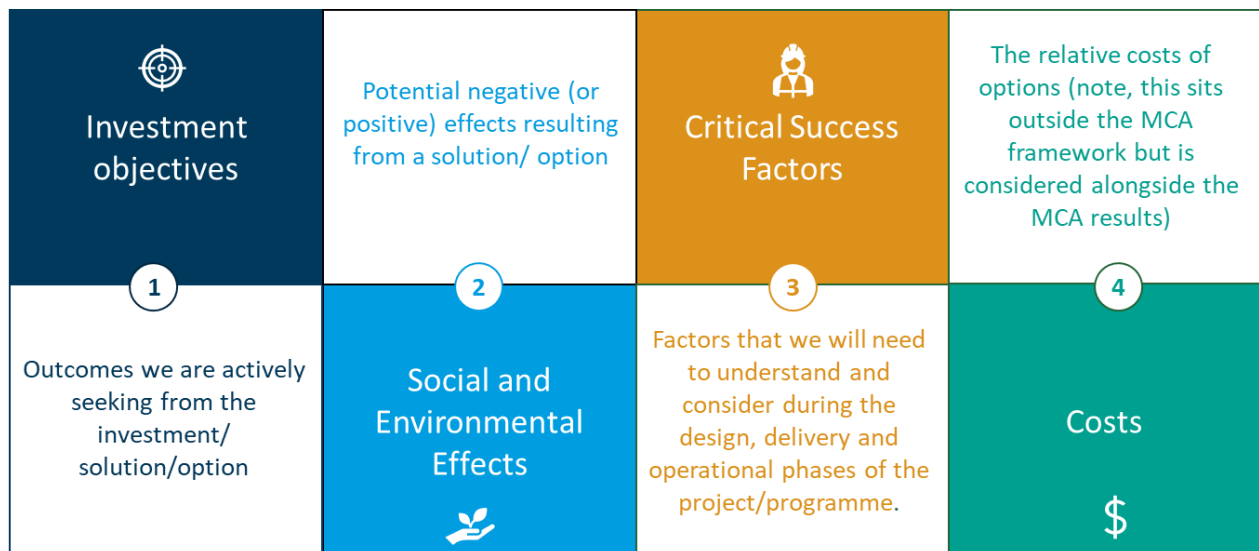 Investment
objectives
1
Outcomes we are actively
seeking from the
investment/
solution/option
Potential negative (or
positive) effects resulting
from a solution/ option
2
Social and
Environmental
Effects
Critical Success
Factors
3
Factors that we will need
to understand and
consider during the
design, delivery and
operational phases of the
project/programme.
The relative costs of
options (note, this sits
outside the MCA
framework but is
considered alongside the
MCA results)
4
Costs
$